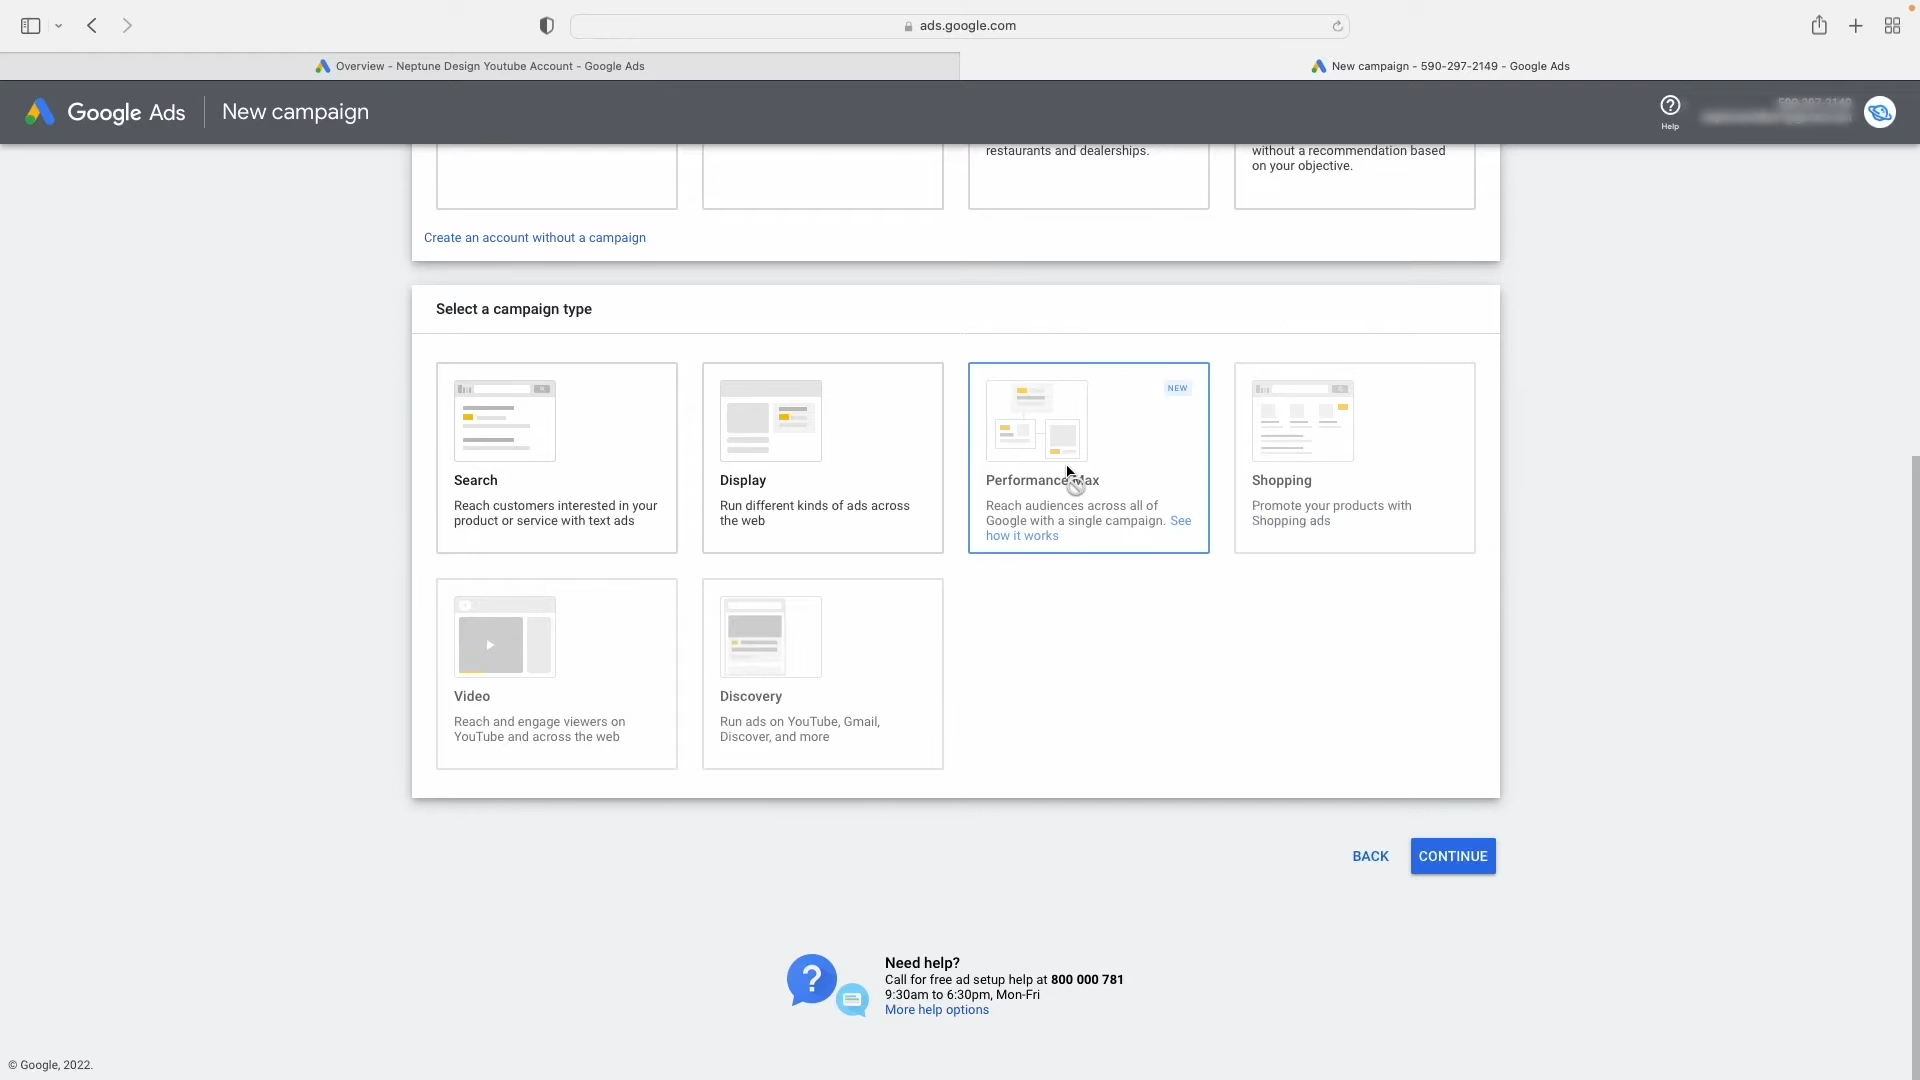 ads.google.com
Overview - Neptune Design Youtube Account - Google Ads
New campaign - 590-297-2149 - Google Ads
Google Ads
New campaign
Help
590-297-2149
restaurants and dealerships.
without a recommendation based
on your objective.
Create an account without a campaign
Select a campaign type
Search
Reach customers interested in your
product or service with text ads
Display
Run different kinds of ads across
the web
NEW
Performance Max
Reach audiences across all of
Google with a single campaign. See
how it works
Shopping
Promote your products with
Shopping ads
Video
Reach and engage viewers on
YouTube and across the web
Discovery
Run ads on YouTube, Gmail,
Discover, and more
BACK
CONTINUE
Need help?
Call for free ad setup help at 800 000 781
9:30am to 6:30pm, Mon-Fri
More help options
© Google, 2022.